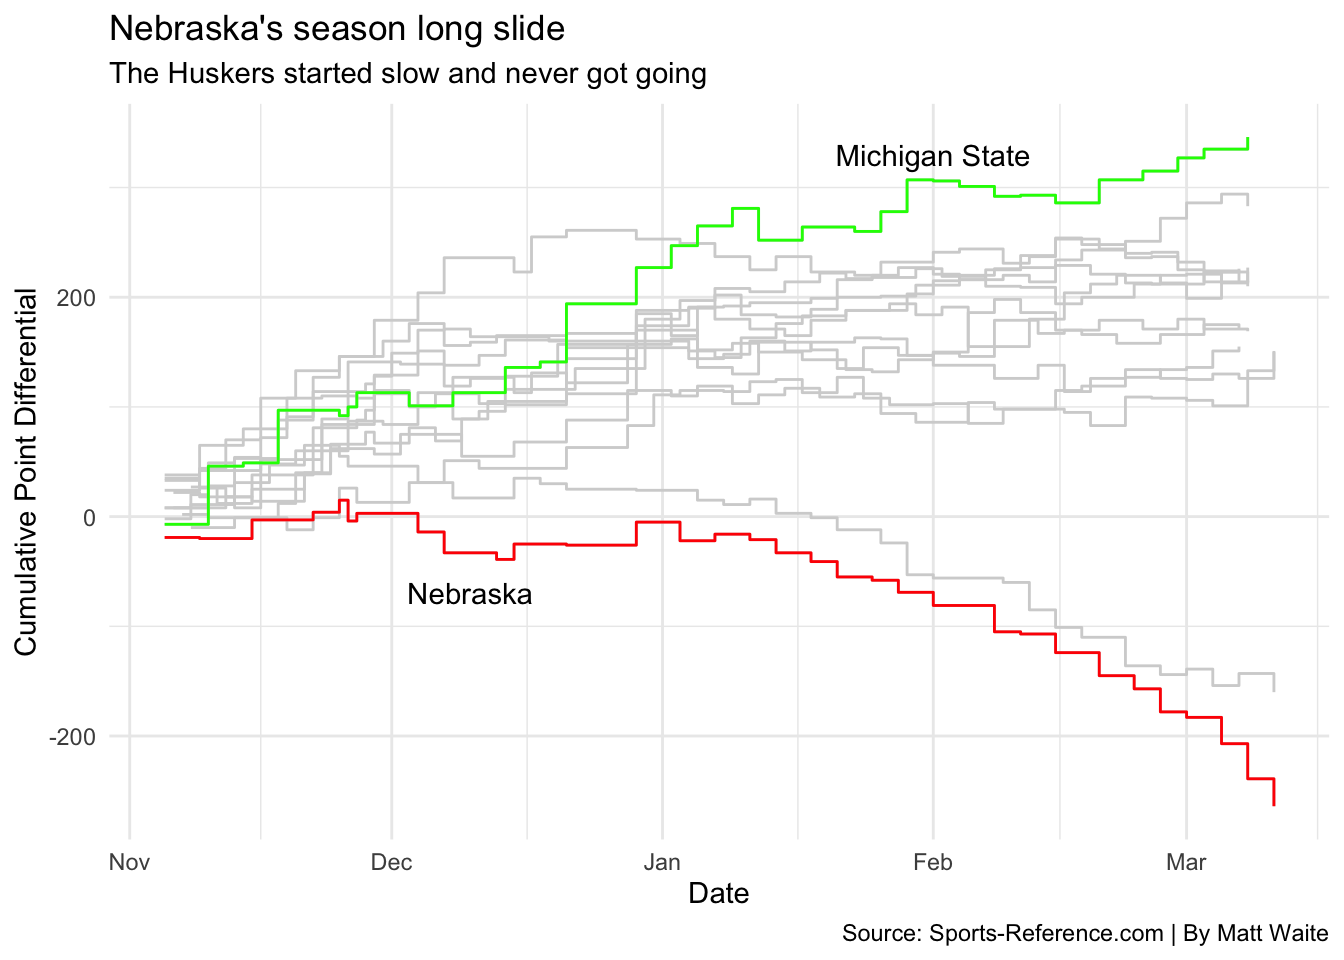 Nebraska's season long slide
The Huskers started slow and never got going
Michigan State
Nebraska
200
0
-200
Cumulative Point Differential
Nov Dec Jan Feb Mar
Date
Source: Sports-Reference.com | By Matt Waite